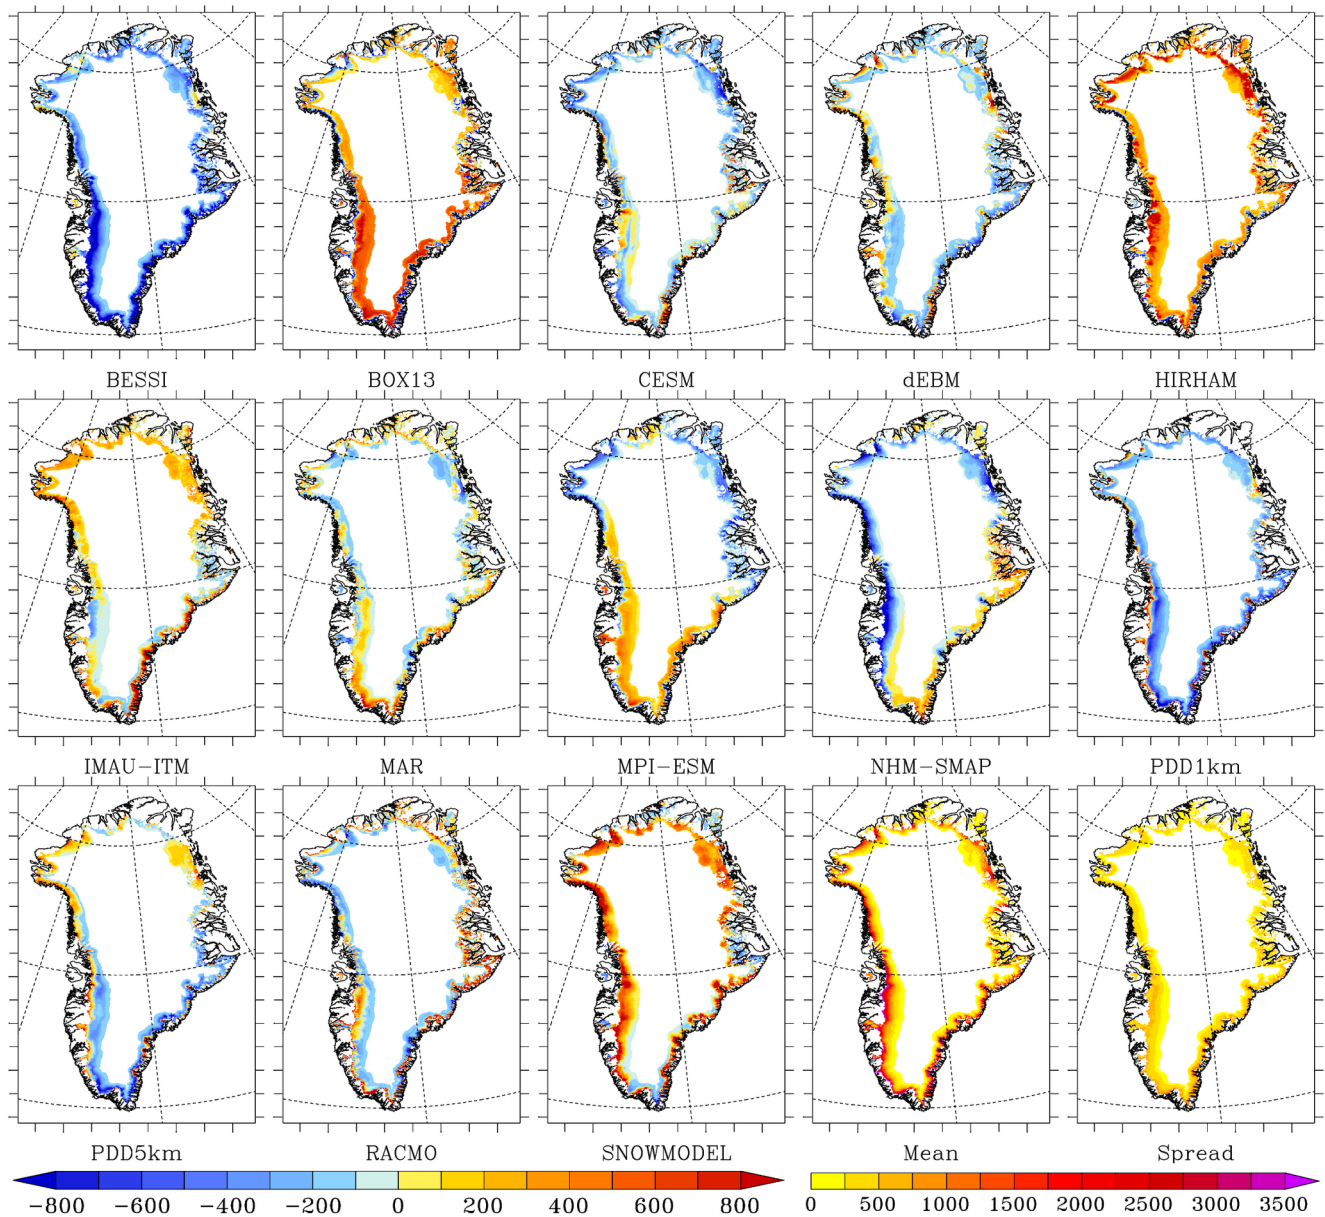 BESSI BOX13 CESM dEBM HIRHAM
IMAU-ITM MAR MPI-ESM NHM-SMAP PDD1km
PDD5km RACMO SNOWMODEL Mean Spread
-800 -600 -400 -200 0 200 400 600 800 0 500 1000 1500 2000 2500 3000 3500